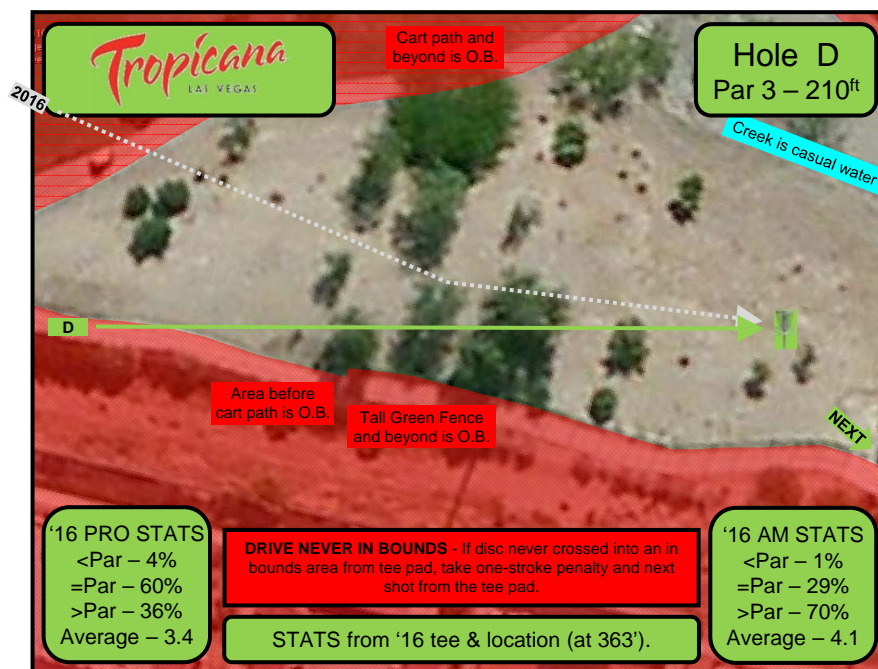 Tropicana
LAS VEGAS
Cart path and
beyond is O.B.
Hole D
Par 3 – 210ft
2016
Creek is casual water
D
Area before
cart path is O.B.
Tall Green Fence
and beyond is O.B.
NEXT
‘16 PRO STATS
<Par – 4%
=Par – 60%
>Par – 36%
Average – 3.4
DRIVE NEVER IN BOUNDS - If disc never crossed into an in
bounds area from tee pad, take one-stroke penalty and next
shot from the tee pad.
STATS from ‘16 tee & location (at 363’).
‘16 AM STATS
<Par – 1%
=Par – 29%
>Par – 70%
Average – 4.1